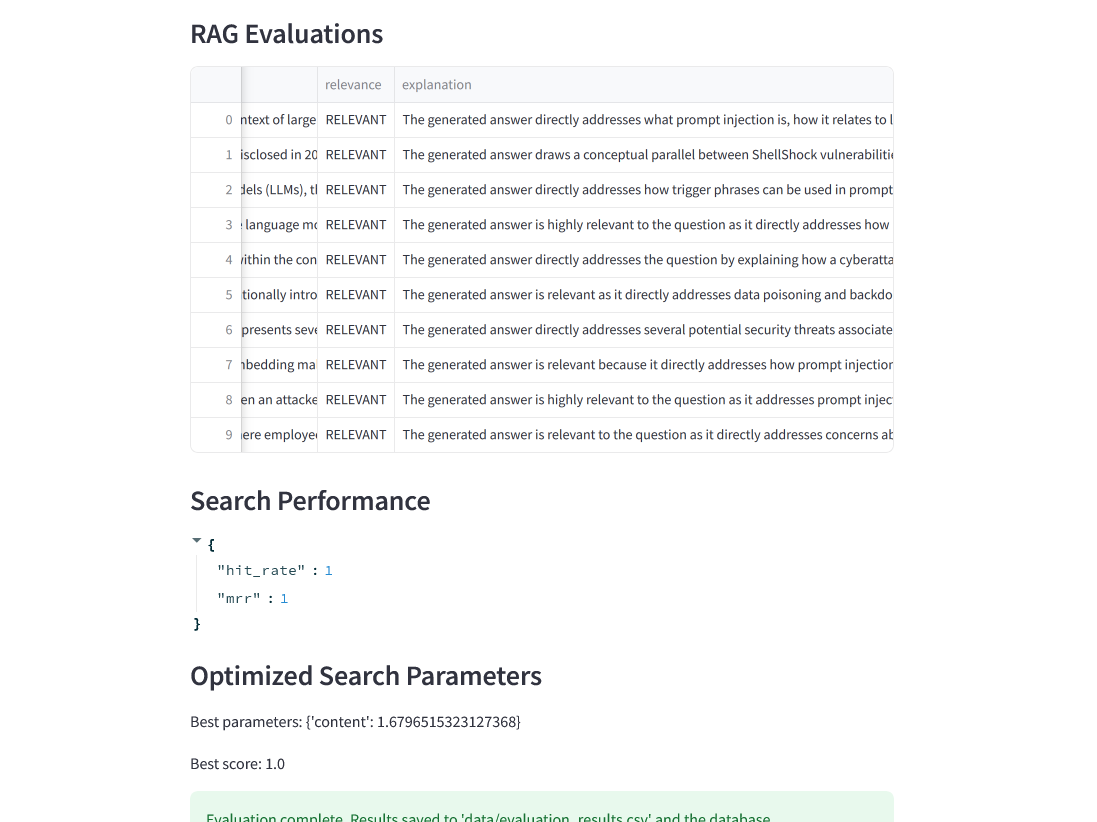 RAG Evaluations
relevance explanation
0 ntext of large RELEVANT The generated answer directly addresses what prompt injection is, how it relates to
1 isclosed in 20 RELEVANT The generated answer draws a conceptual parallel between ShellShock vulnerabilitie
2 dels (LLMs), th RELEVANT The generated answer directly addresses how trigger phrases can be used in prompt
3 language mo RELEVANT The generated answer is highly relevant to the question as it directly addresses how
4 within the con RELEVANT The generated answer directly addresses the question by explaining how a cyberatta
5 tionally intro RELEVANT The generated answer is relevant as it directly addresses data poisoning and backdo
6 presents seve RELEVANT The generated answer directly addresses several potential security threats associate
7 nbedding ma RELEVANT The generated answer is relevant because it directly addresses how prompt injection
8 en an attacke RELEVANT The generated answer is highly relevant to the question as it addresses prompt injec
9 here employee RELEVANT The generated answer is relevant to the question as it directly addresses concerns ab
Search Performance
{
"hit_rate" : 1
"mrr" : 1
}
Optimized Search Parameters
Best parameters: {'content': 1.6796515323127368}
Best score: 1.0
Evaluation complete. Results saved to 'data/evaluation_results.csv' and the database.